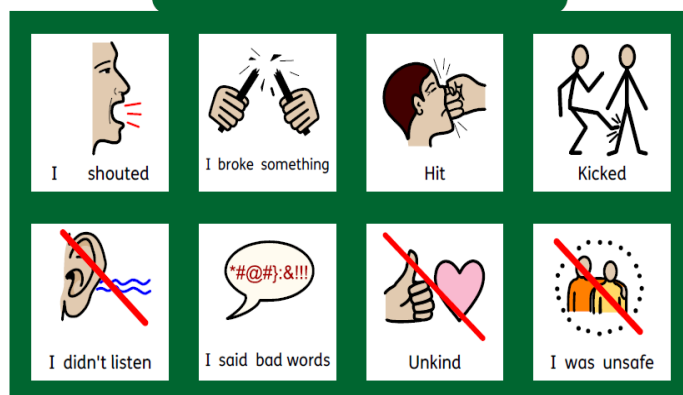 I shouted
I broke something
Hit
Kicked
*#@#}:&!!!
I didn't listen
I said bad words
Unkind
I was unsafe